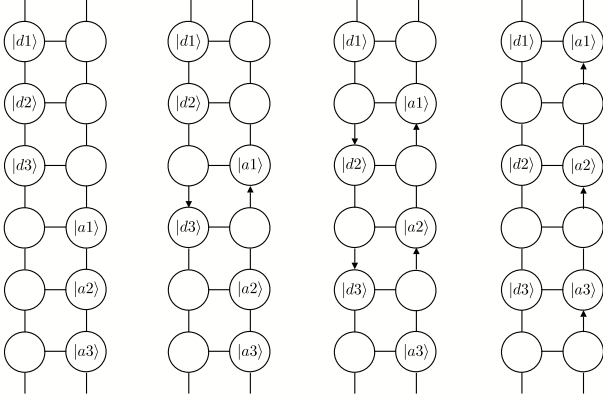 |d1⟩ |d1⟩ |d1⟩ |d1⟩ |a1⟩
|d2⟩ |d2⟩ |a1⟩
|d3⟩ |a1⟩ |d2⟩ |d2⟩ |a2⟩
|a1⟩ |d3⟩ |a2⟩
|a2⟩ |a2⟩ |d3⟩ |d3⟩ |a3⟩
|a3⟩ |a3⟩ |a3⟩